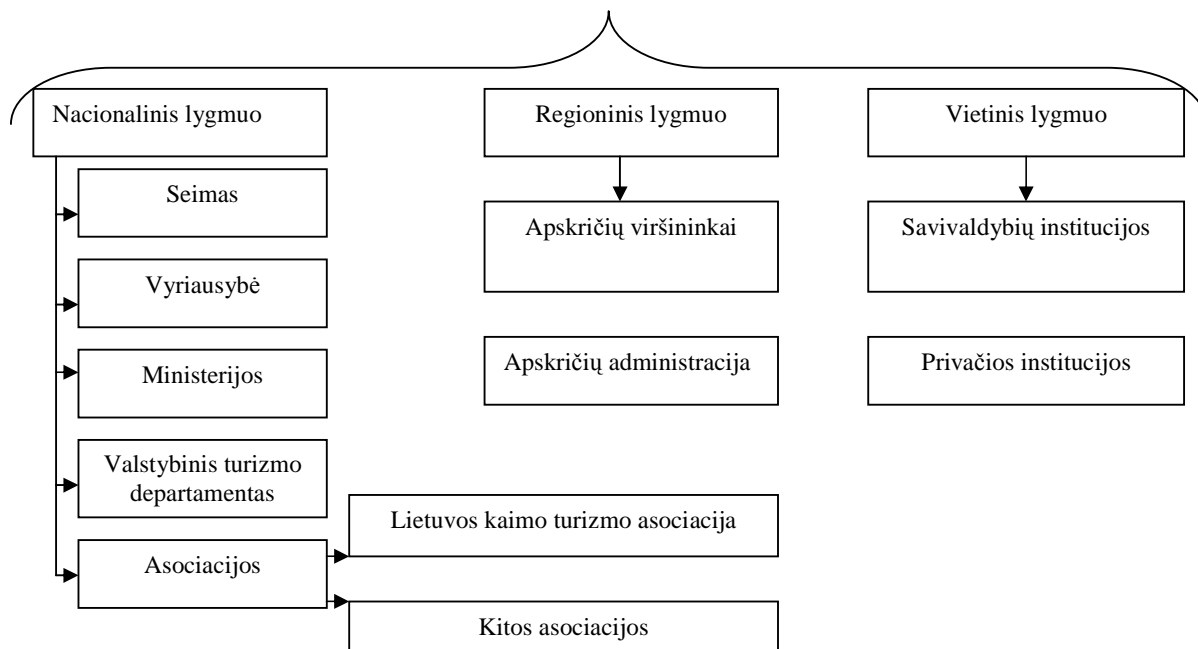 Nacionalinis lygmuo
Regioninis lygmuo
Vietinis lygmuo
Seimas
Apskričių viršininkai
Savivaldybių institucijos
Vyriausybė
Ministerijos
Apskričių administracija
Privačios institucijos
Valstybinis turizmo
departamentas
Lietuvos kaimo turizmo asociacija
Asociacijos
Kitos asociacijos